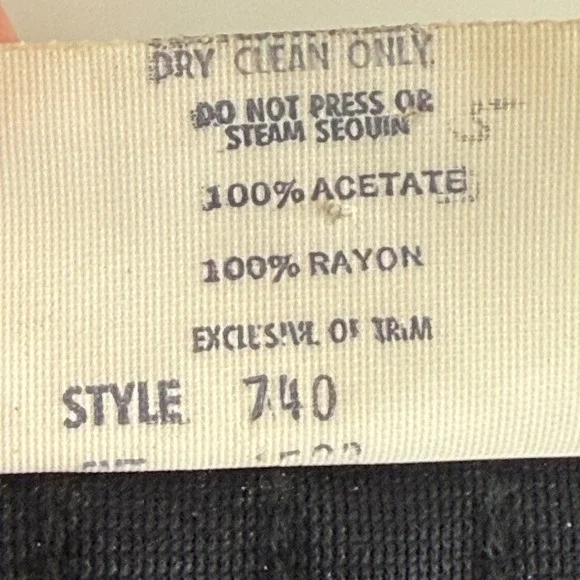 DRY CLEAN ONLY
DO NOT PRESS OR
STEAM SEQUIN
100% ACETATE
100% RAYON
EXCLUSIVE OF TRIM
STYLE 740